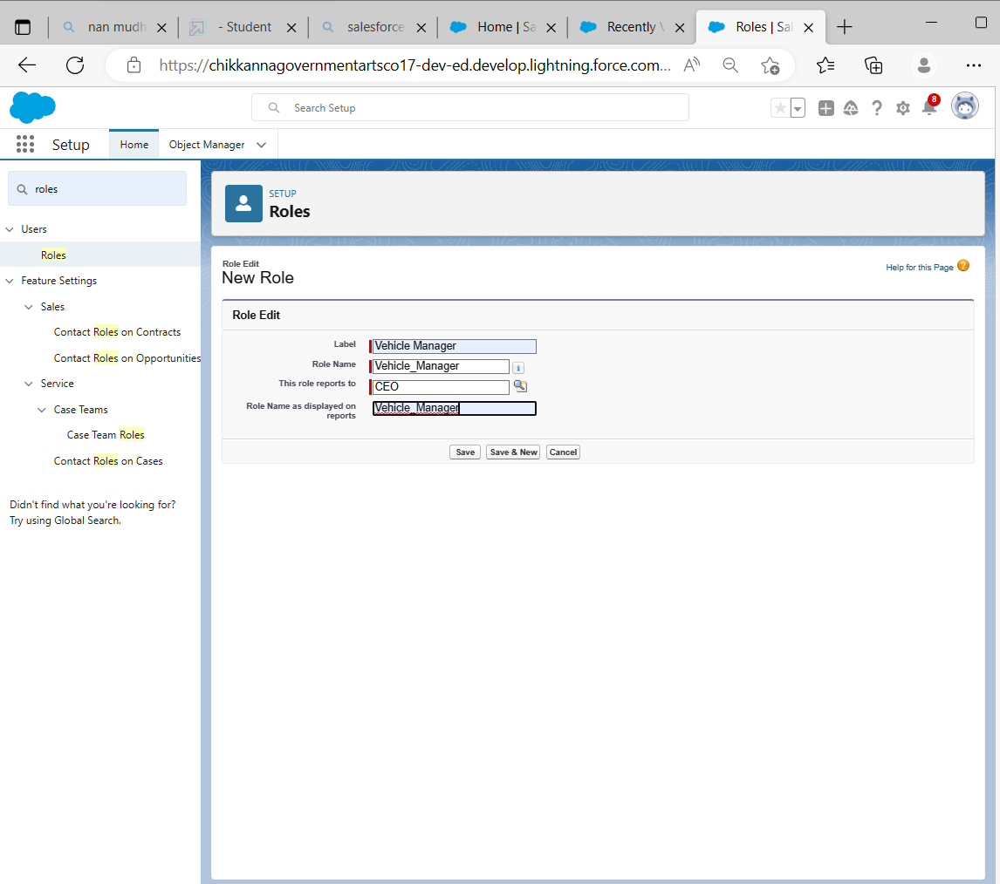 nan mudh
- Student
salesforce
Home | Sa
Recently V
Roles | Sal
https://chikkannagovernmentartsco17-dev-ed.develop.lightning.force.com...
Search Setup
8
Setup
Home
Object Manager
roles
Users
Roles
Feature Settings
Sales
Contact Roles on Contracts
Contact Roles on Opportunities
Service
Case Teams
Case Team Roles
Contact Roles on Cases
Didn't find what you're looking for?
Try using Global Search.
SETUP
Roles
Role Edit
New Role
Help for this Page ?
Role Edit
Label Vehicle Manager
Role Name Vehicle_Manager i
This role reports to CEO
Role Name as displayed on Vehicle_Manager
reports
Save Save & New Cancel